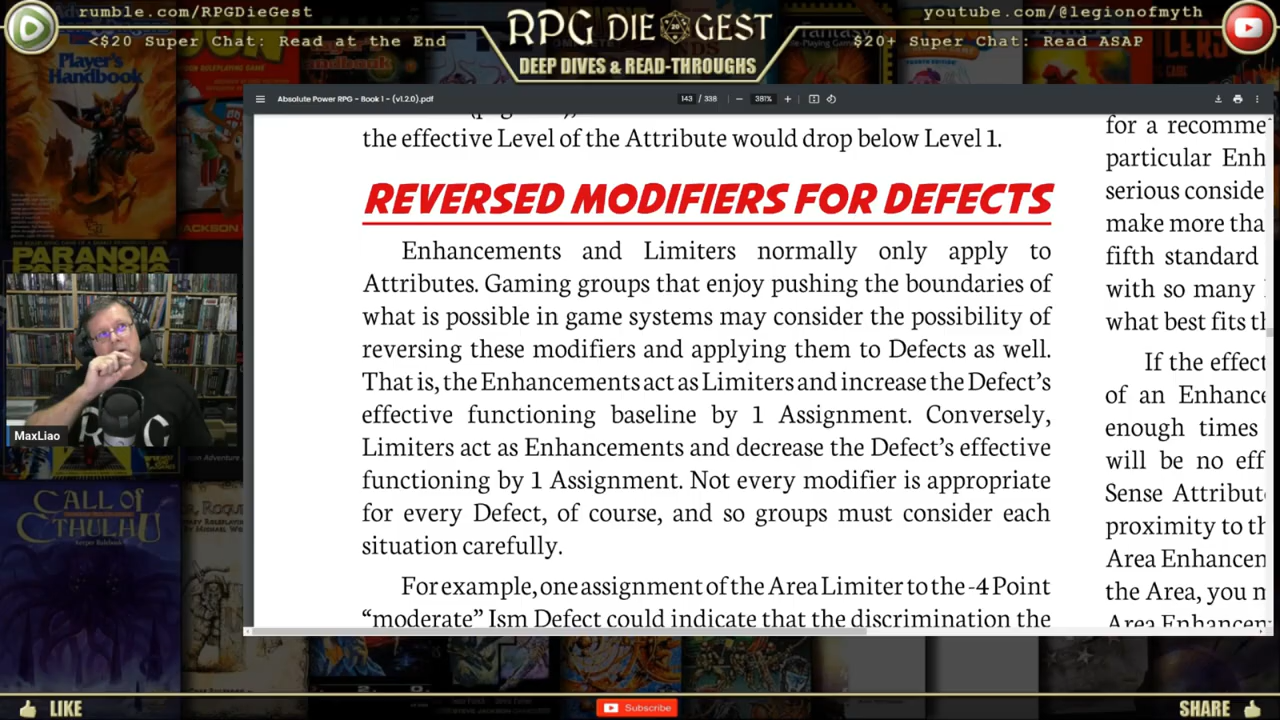 rumble.com/RPGDieGest
<$20 Super Chat: Read at the End
RPG DIE GEST
DEEP DIVES & READ-THROUGHS
youtube.com/@legionofmyth
$20+ Super Chat: Read ASAP
Player's
Handbook
PARANOIA
Absolute Power RPG - Book 1 - (v1.2.0).pdf
143 / 338
381%
the effective Level of the Attribute would drop below Level 1.
REVERSED MODIFIERS FOR DEFECTS
Enhancements and Limiters normally only apply to
Attributes. Gaming groups that enjoy pushing the boundaries of
what is possible in game systems may consider the possibility of
reversing these modifiers and applying them to Defects as well.
That is, the Enhancements act as Limiters and increase the Defect's
effective functioning baseline by 1 Assignment. Conversely,
Limiters act as Enhancements and decrease the Defect's effective
functioning by 1 Assignment. Not every modifier is appropriate
for every Defect, of course, and so groups must consider each
situation carefully.
For example, one assignment of the Area Limiter to the -4 Point
“moderate” Ism Defect could indicate that the discrimination the
for a recomme
particular Enh
serious conside
make more tha
fifth standard
with so many
what best fits th
If the effect
of an Enhance
enough times
will be no eff
Sense Attribut
proximity to th
Area Enhancen
the Area, you m
Area Enhancen
MaxLiao
CALL OF
CTHULHU
LIKE
Subscribe
SHARE